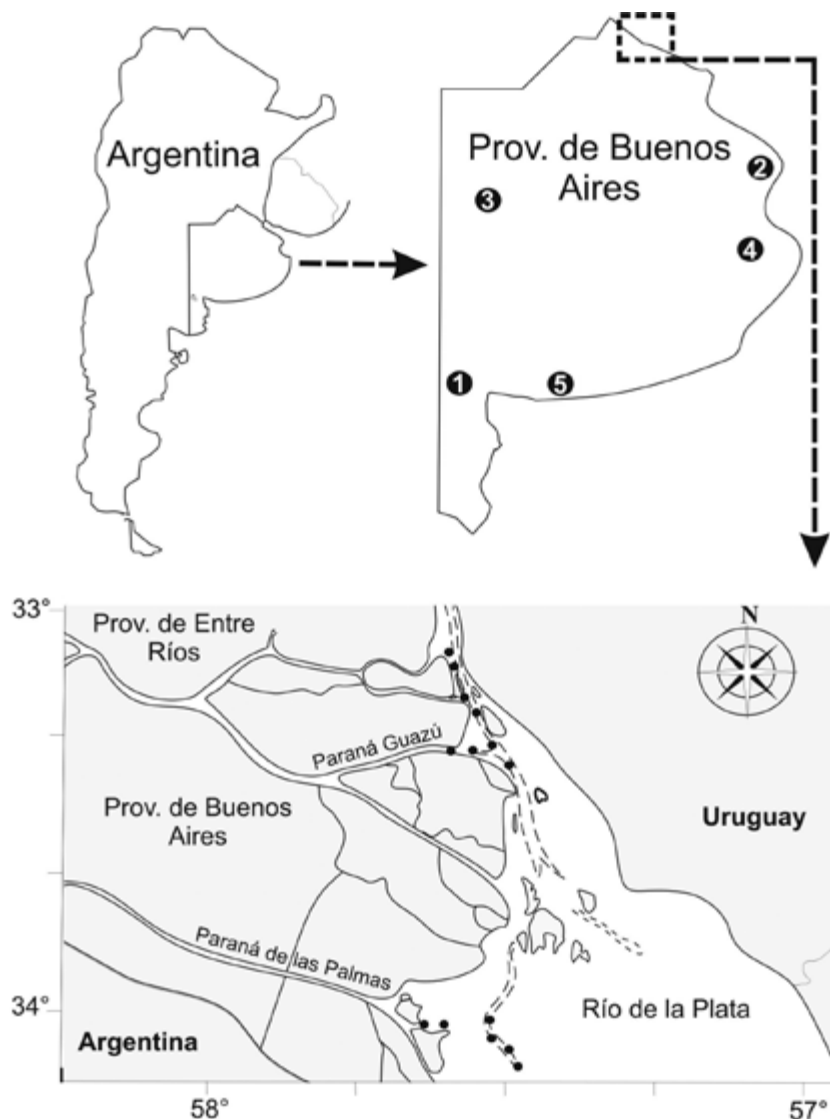 Argentina
Prov. de Buenos
Aires
2
3
4
1
5
33°
Prov. de Entre
Ríos
N
Paraná Guazú
Prov. de Buenos
Aires
Uruguay
Paraná de las Palmas
34°
Río de la Plata
Argentina
58°
57°